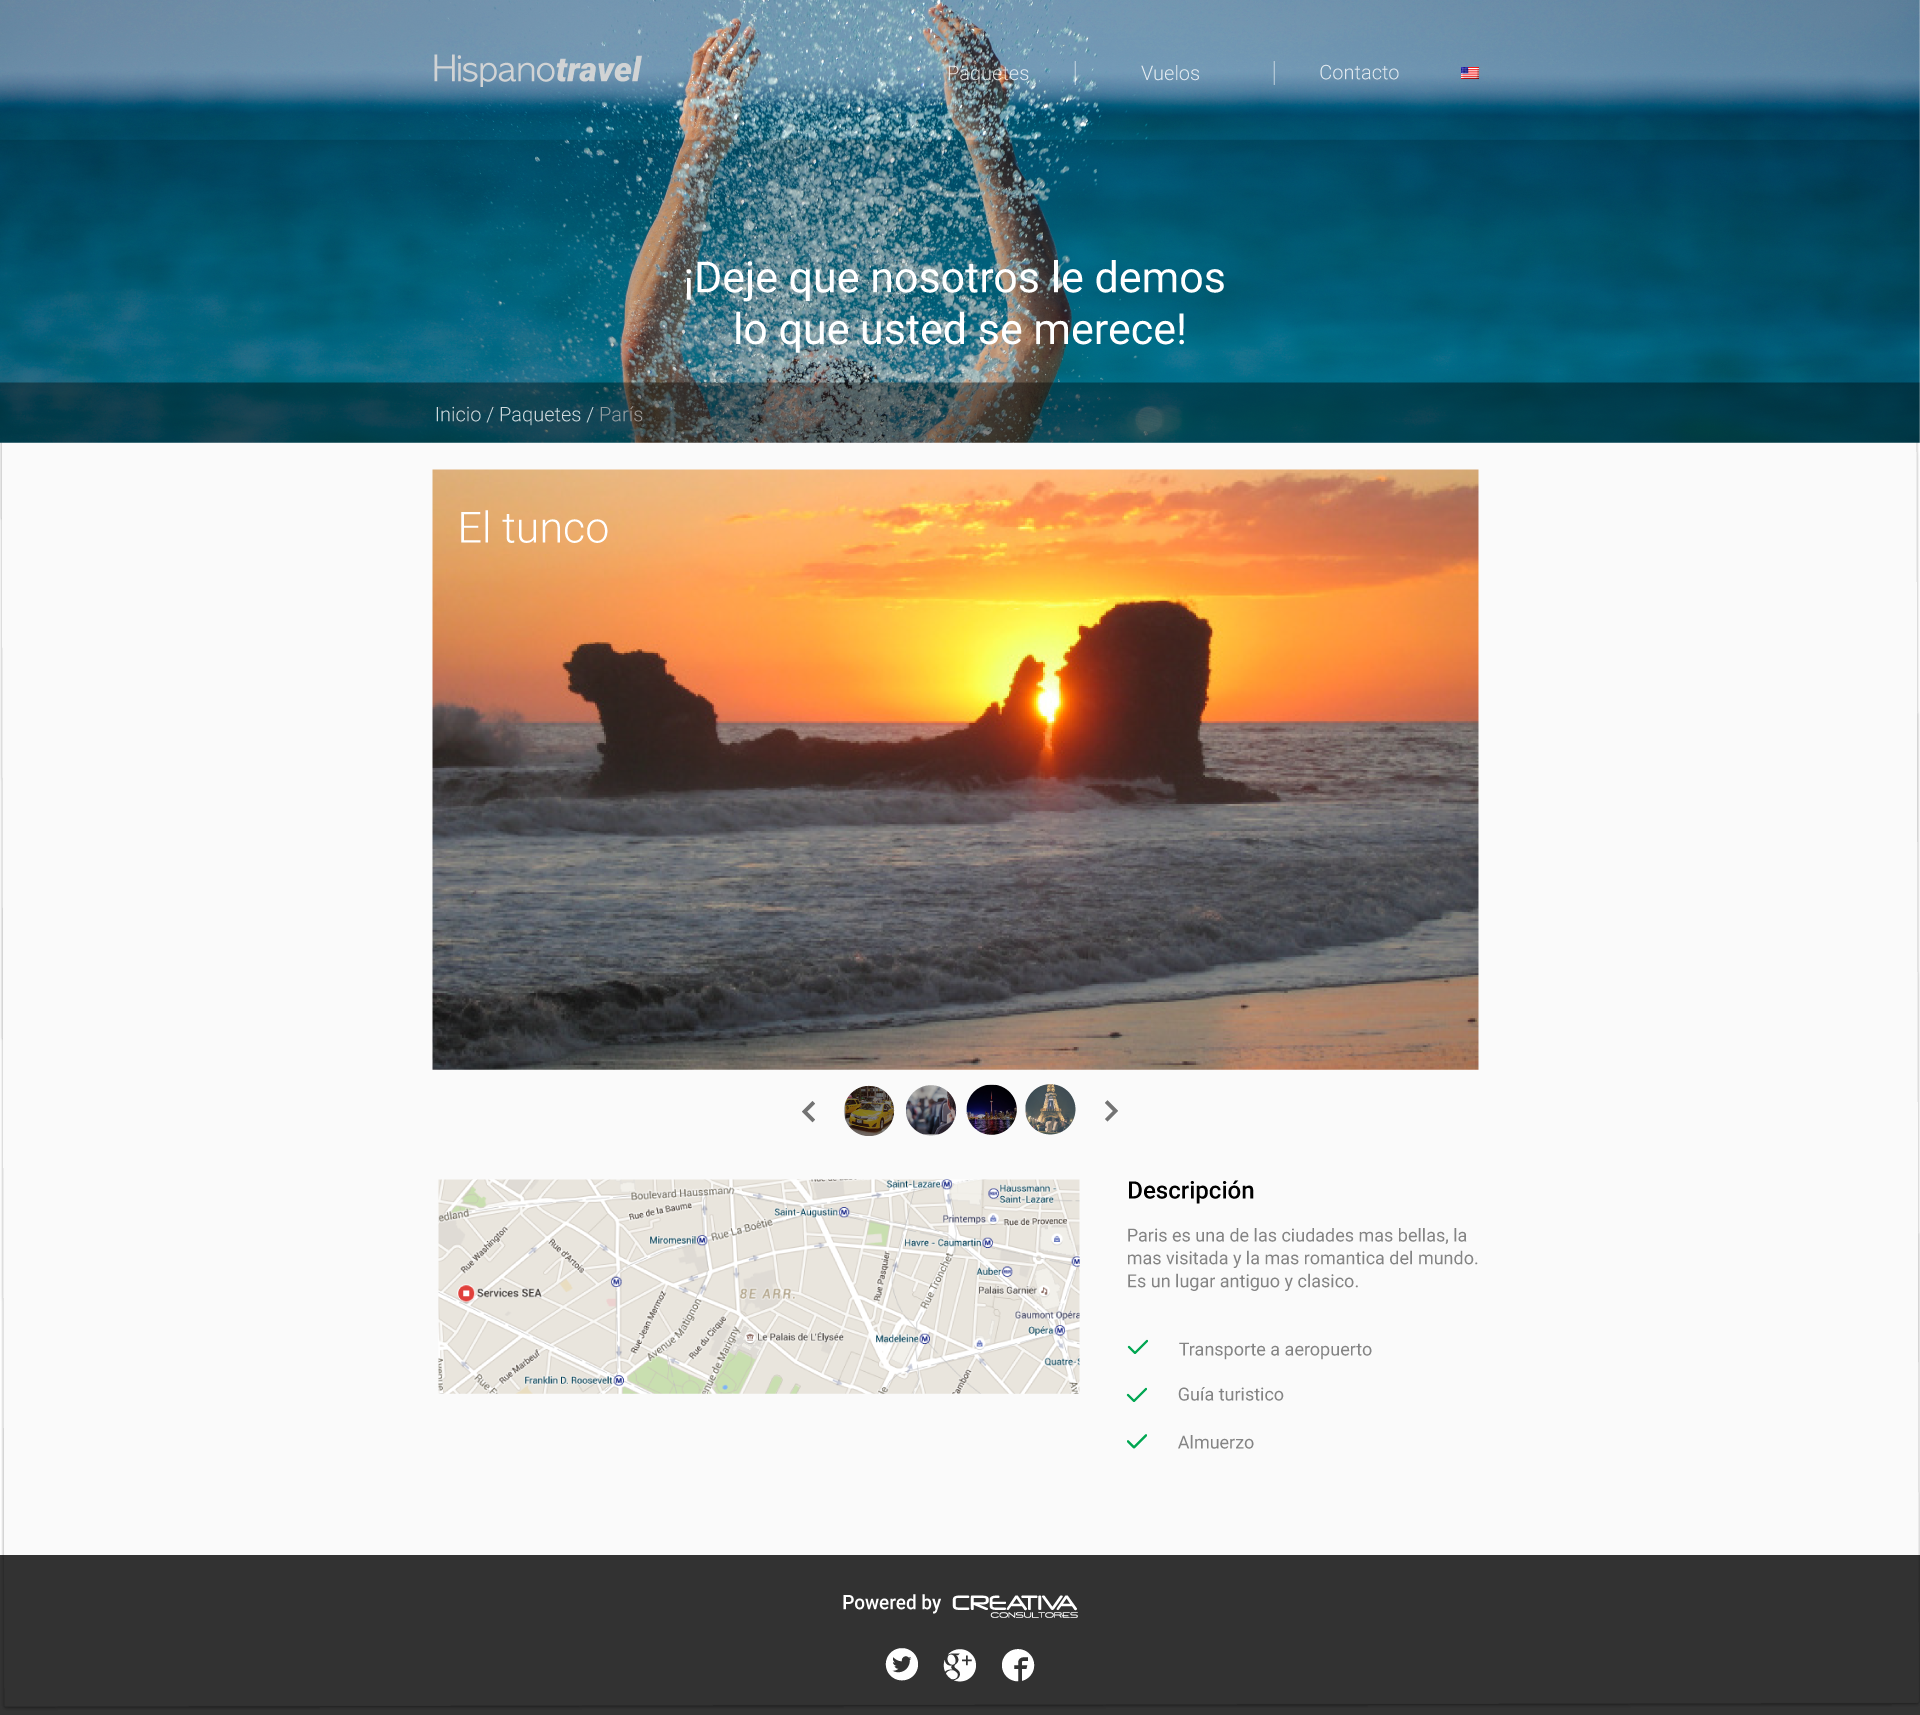 Hispanotravel
Paquetes
Vuelos
Contacto
¡Deje que nosotros le demos
lo que usted se merece!
Inicio / Paquetes / París
El tunco
Boulevard Haussmann
Saint-Lazare
Haussmann -
Saint-Lazare
edland
Rue de la Baume
Saint-Augustin
Printemps
Rue de Provence
Rue Washington
Rue d'Artois
Miromesnil
Rue La Boétie
Havre - Caumartin
Rue Pasquier
Rue Tronchet
Auber
Palais Garnier
Services SEA
8E ARR.
Gaumont Opéra
Rue Jean Mermoz
Avenue Matignon
Rue du Cirque
nue de Marigny
Le Palais de L'Élysée
Madeleine
Opéra
Rue Marbeuf
Quatre-
Franklin D. Roosevelt
Descripción
Paris es una de las ciudades mas bellas, la
mas visitada y la mas romantica del mundo.
Es un lugar antiguo y clasico.
Transporte a aeropuerto
Guía turistico
Almuerzo
Powered by CREATIVA
CONSULTORES